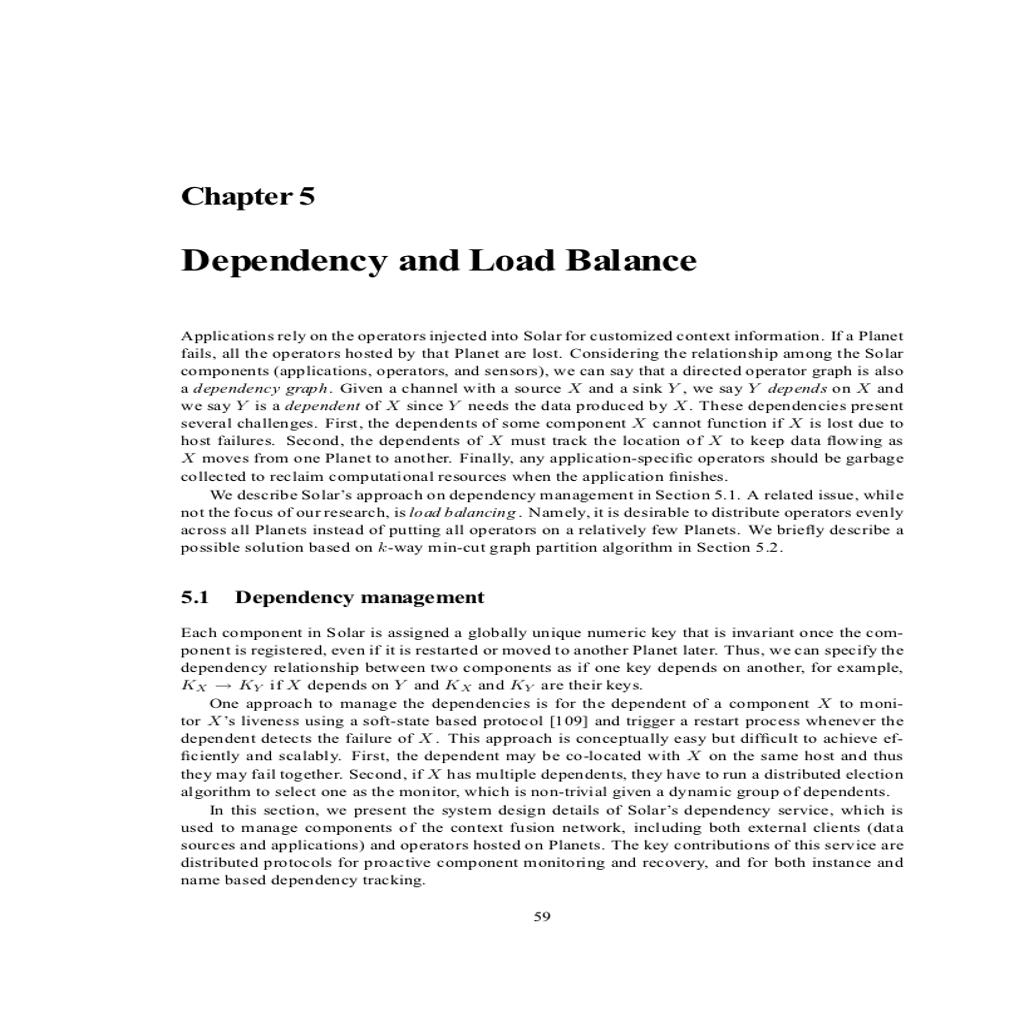 Chapter 5
Dependency and Load Balance
Applications rely on the operators injected into Solar for customized context information. If a Planet
fails, all the operators hosted by that Planet are lost. Considering the relationship among the Solar
components (applications, operators, and sensors), we can say that a directed operator graph is also
a dependency graph. Given a channel with a source X and a sink Y, we say Y depends on X and
we say Y is a dependent of X since Y needs the data produced by X. These dependencies present
several challenges. First, the dependents of some component X cannot function if X is lost due to
host failures. Second, the dependents of X must track the location of X to keep data flowing as
X moves from one Planet to another. Finally, any application-specific operators should be garbage
collected to reclaim computational resources when the application finishes.
We describe Solar's approach on dependency management in Section 5.1. A related issue, while
not the focus of our research, is load balancing. Namely, it is desirable to distribute operators evenly
across all Planets instead of putting all operators on a relatively few Planets. We briefly describe a
possible solution based on k-way min-cut graph partition algorithm in Section 5.2.
5.1 Dependency management
Each component in Solar is assigned a globally unique numeric key that is invariant once the com-
ponent is registered, even if it is restarted or moved to another Planet later. Thus, we can specify the
dependency relationship between two components as if one key depends on another, for example,
K_X → K_Y if X depends on Y and K_X and K_Y are their keys.
One approach to manage the dependencies is for the dependent of a component X to moni-
tor X's liveness using a soft-state based protocol [109] and trigger a restart process whenever the
dependent detects the failure of X. This approach is conceptually easy but difficult to achieve ef-
ficiently and scalably. First, the dependent may be co-located with X on the same host and thus
they may fail together. Second, if X has multiple dependents, they have to run a distributed election
algorithm to select one as the monitor, which is non-trivial given a dynamic group of dependents.
In this section, we present the system design details of Solar's dependency service, which is
used to manage components of the context fusion network, including both external clients (data
sources and applications) and operators hosted on Planets. The key contributions of this service are
distributed protocols for proactive component monitoring and recovery, and for both instance and
name based dependency tracking.
59